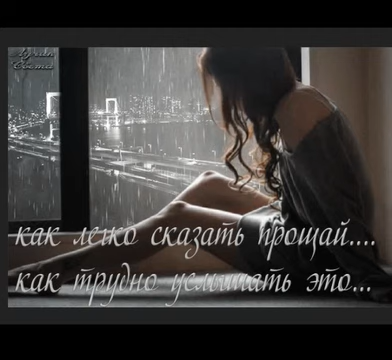 как легко сказать прощай....
как трудно услышать это...